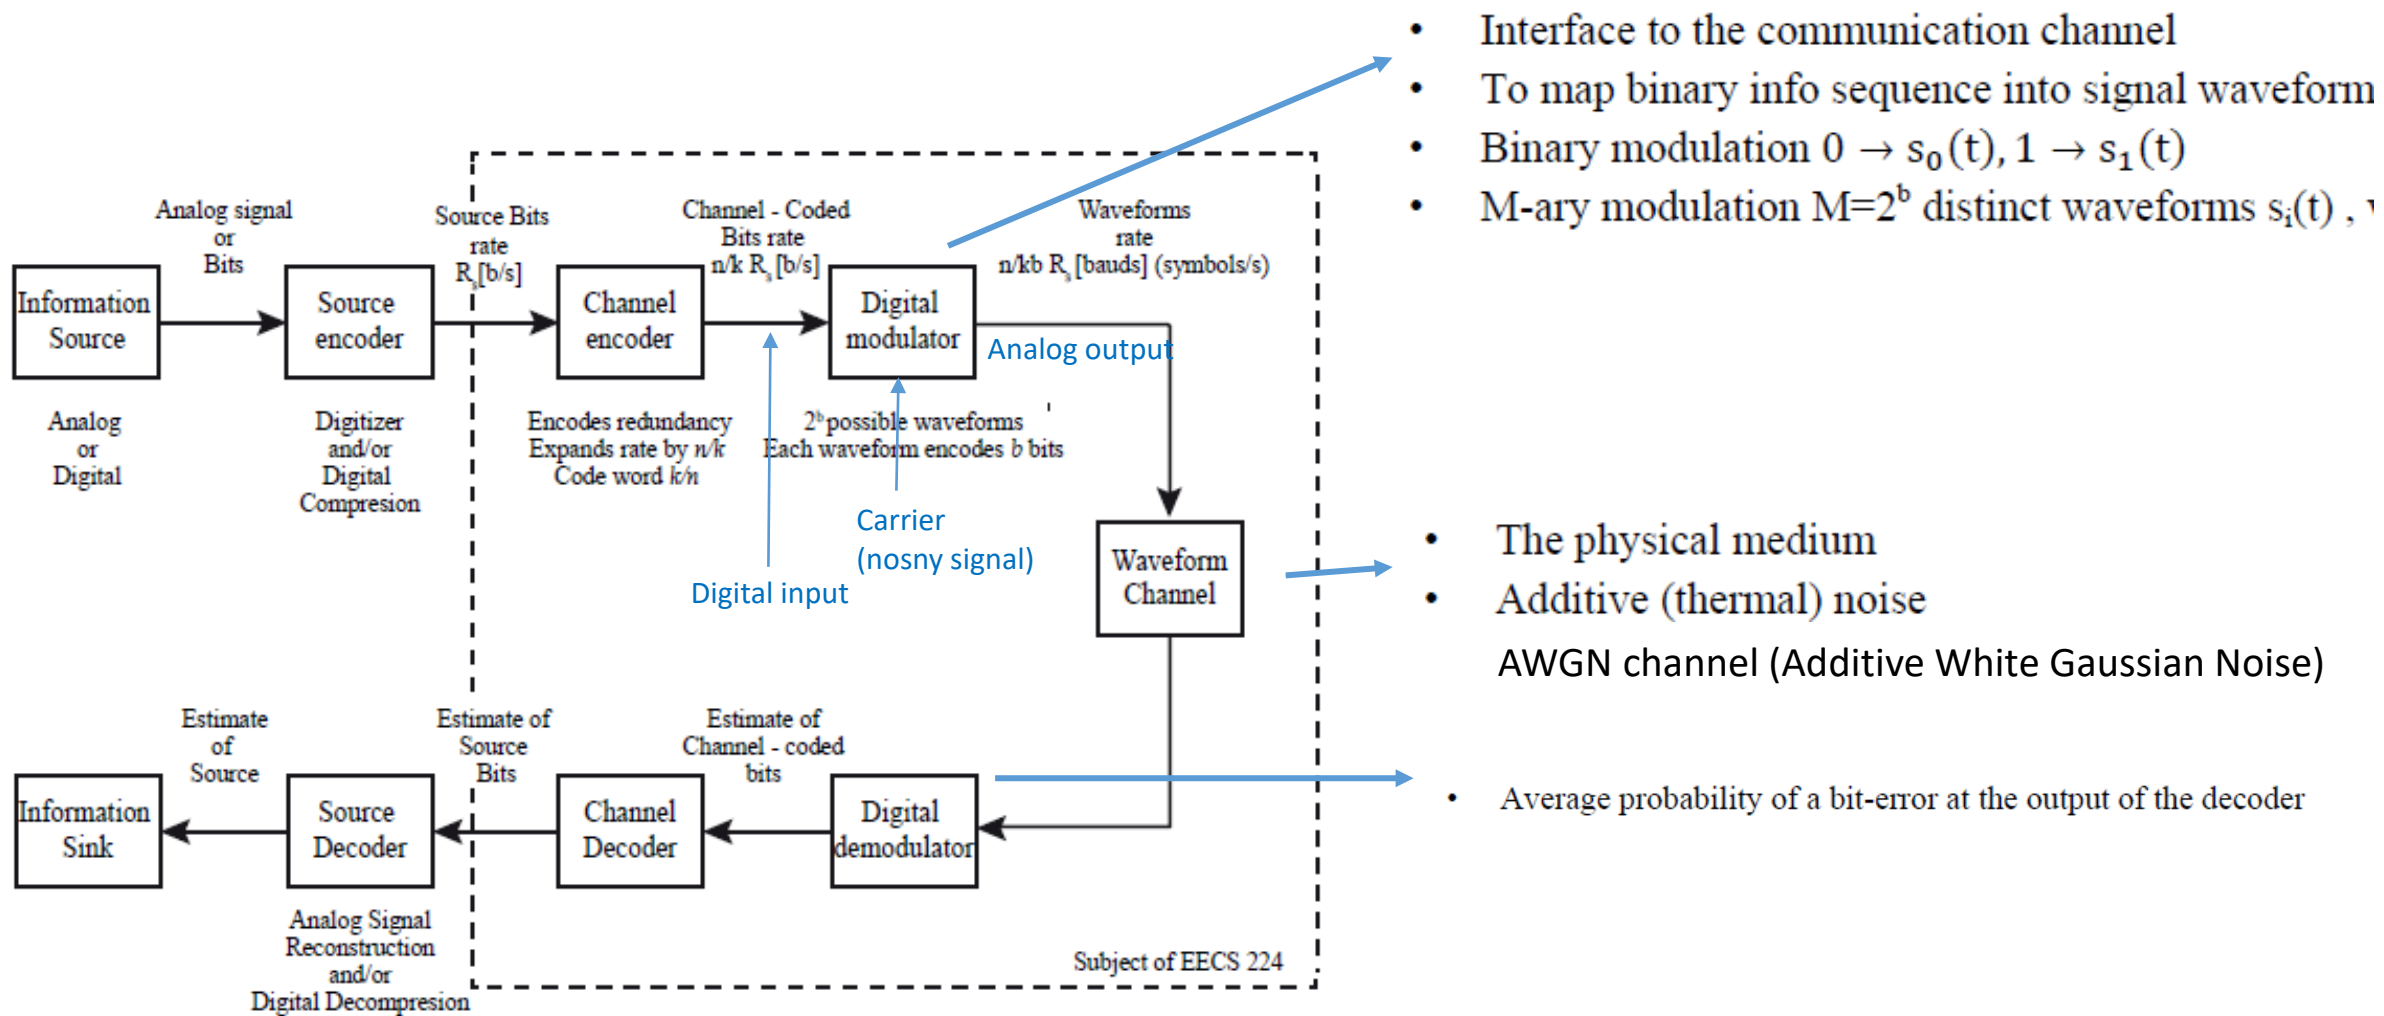 • Interface to the communication channel
• To map binary info sequence into signal waveform
• Binary modulation 0 → s₀(t), 1 → s₁(t)
• M-ary modulation M=2ᵇ distinct waveforms sᵢ(t) ,
Analog signal
or
Bits
Source Bits
rate
Rₛ[b/s]
Channel - Coded
Bits rate
n/k Rₛ[b/s]
Waveforms
rate
n/kb Rₛ[bauds] (symbols/s)
Information
Source
Source
encoder
Channel
encoder
Digital
modulator
Analog output
Analog
or
Digital
Digitizer
and/or
Digital
Compresion
Encodes redundancy
Expands rate by n/k
Code word k/n
2ᵇ possible waveforms
Each waveform encodes b bits
Carrier
(nosny signal)
Digital input
Waveform
Channel
• The physical medium
• Additive (thermal) noise
AWGN channel (Additive White Gaussian Noise)
Estimate
of
Source
Estimate of
Source
Bits
Estimate of
Channel - coded
bits
Information
Sink
Source
Decoder
Channel
Decoder
Digital
demodulator
• Average probability of a bit-error at the output of the decoder
Analog Signal
Reconstruction
and/or
Digital Decompresion
Subject of EECS 224